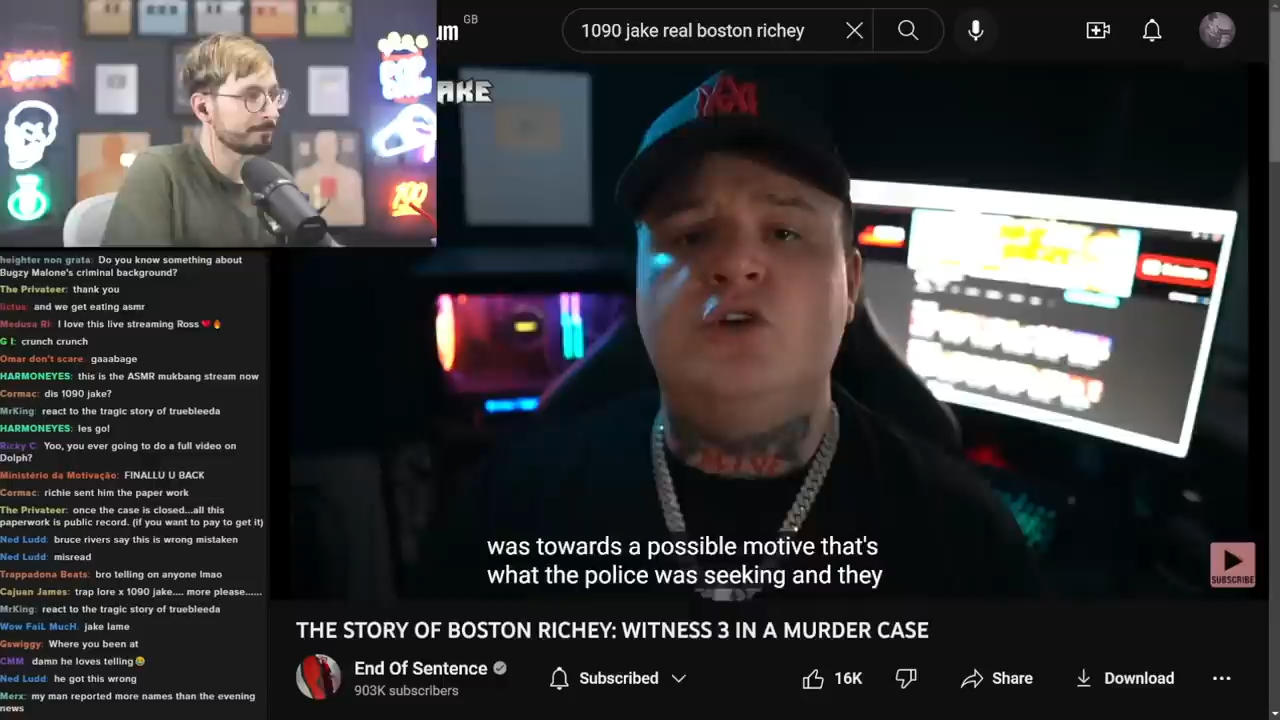 um GB
1090 jake real boston richey
AKE
100
heighter non grata: Do you know something about
Bugzy Malone's criminal background?
The Privateer: thank you
lictus: and we get eating asmr
Medusa RI: I love this live streaming Ross❤️🔥
G I: crunch crunch
Omar don't scare: gaaabage
HARMONEYES: this is the ASMR mukbang stream now
Cormac: dis 1090 jake?
MrKing: react to the tragic story of truebleeda
HARMONEYES: les go!
Ricky C: Yoo, you ever going to do a full video on
Dolph?
Ministério da Motivação: FINALLU U BACK
Cormac: richie sent him the paper work
The Privateer: once the case is closed...all this
paperwork is public record. (if you want to pay to get it)
Ned Ludd: bruce rivers say this is wrong mistaken
Ned Ludd: misread
Trappadona Beats: bro telling on anyone lmao
Cajuan James: trap lore x 1090 jake.... more please......
MrKing: react to the tragic story of truebleeda
Wow FaiL MucH: jake lame
Gswiggy: Where you been at
CMM damn he loves telling😂
Ned Ludd: he got this wrong
Merx: my man reported more names than the evening
news
was towards a possible motive that's
what the police was seeking and they
SUBSCRIBE
THE STORY OF BOSTON RICHEY: WITNESS 3 IN A MURDER CASE
End Of Sentence
903K subscribers
Subscribed
16K
Share
Download